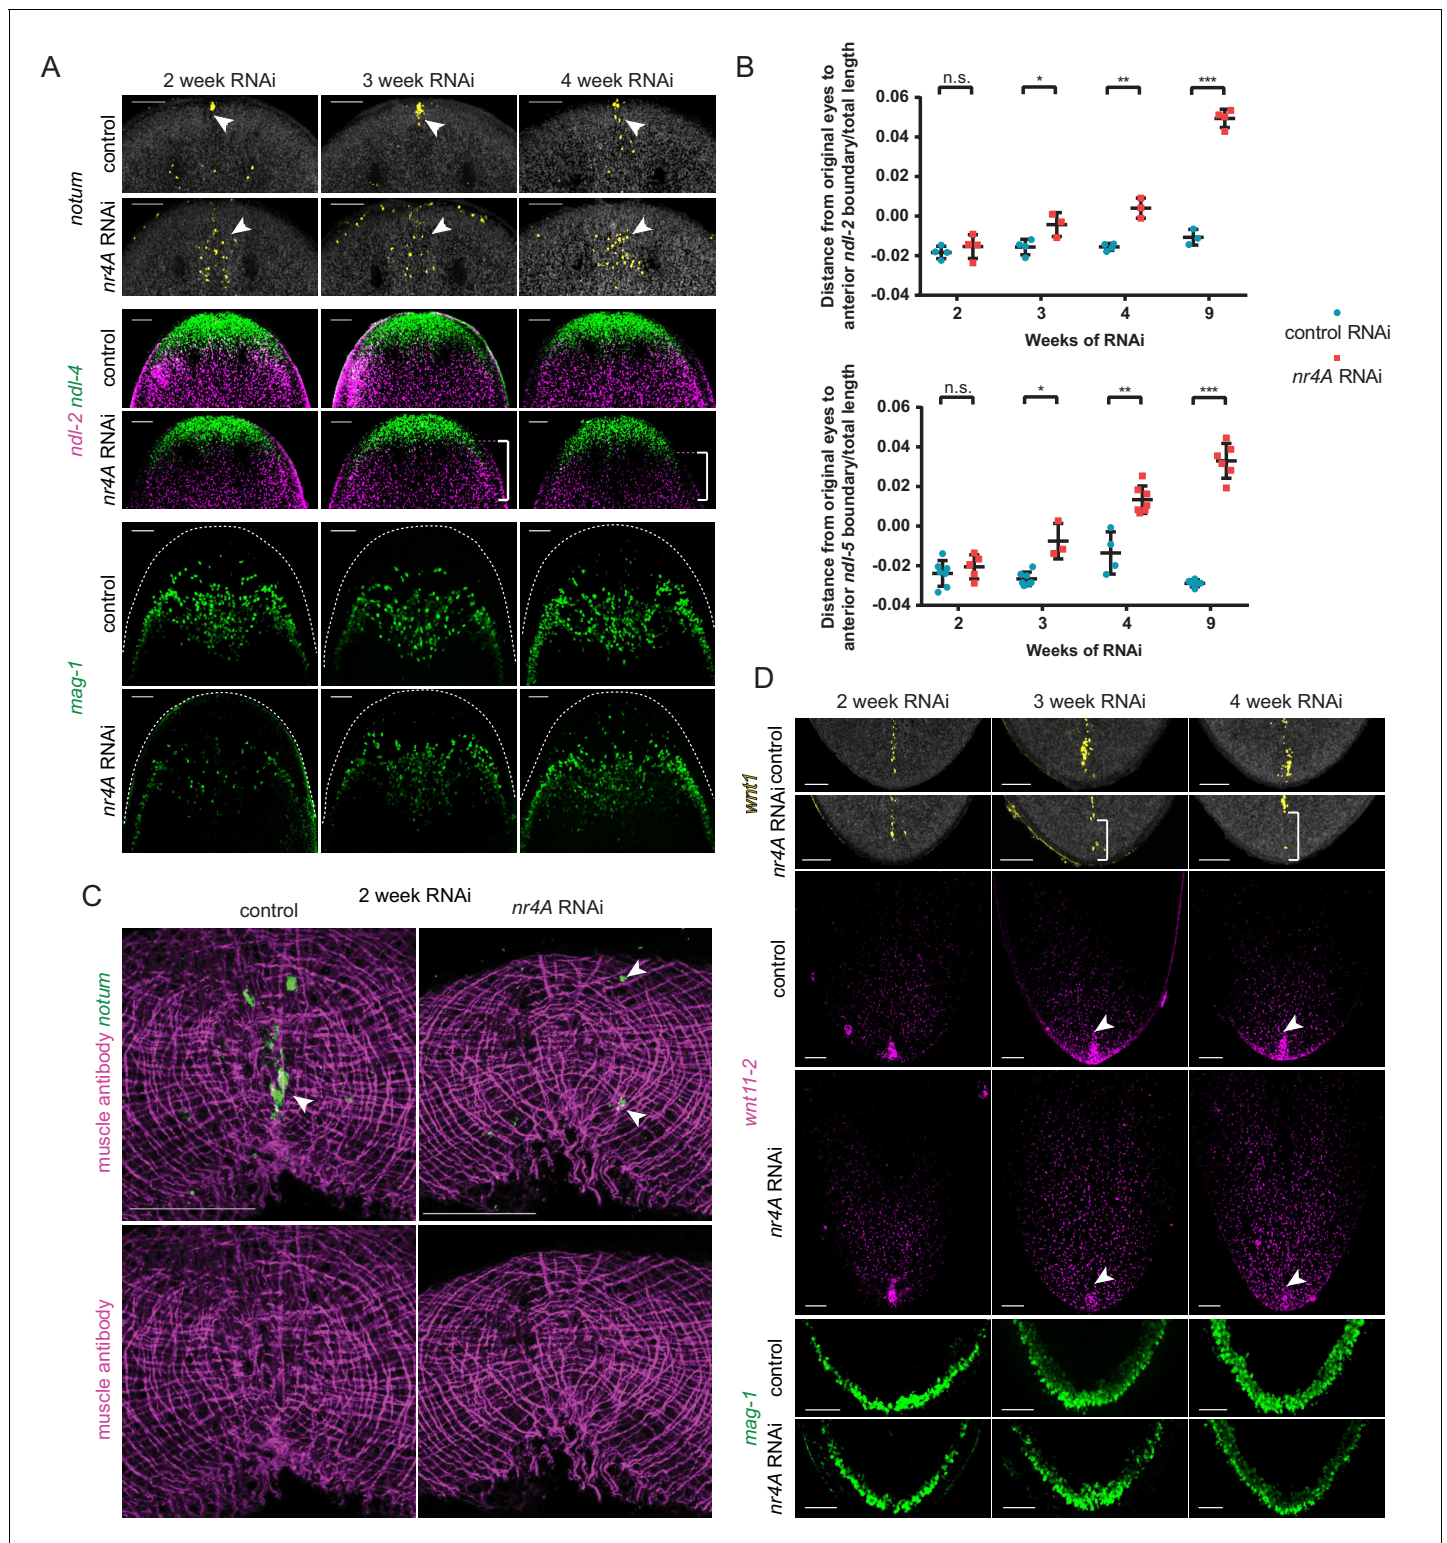 A
2 week RNAi
3 week RNAi
4 week RNAi
notum
control
nr4A RNAi
ndl-2 ndl-4
control
nr4A RNAi
mag-1
control
nr4A RNAi
B
Distance from original eyes to
anterior ndl-2 boundary/total length
n.s.
*
**
***
0.06
0.04
0.02
0.00
-0.02
-0.04
2
3
4
9
Weeks of RNAi
control RNAi
nr4A RNAi
Distance from original eyes to
anterior ndl-5 boundary/total length
n.s.
*
**
***
0.06
0.04
0.02
0.00
-0.02
-0.04
2
3
4
9
Weeks of RNAi
C
2 week RNAi
control
nr4A RNAi
muscle antibody notum
muscle antibody
D
2 week RNAi
3 week RNAi
4 week RNAi
wnt1
control
nr4A RNAi
wnt11-2
control
nr4A RNAi
mag-1
control
nr4A RNAi